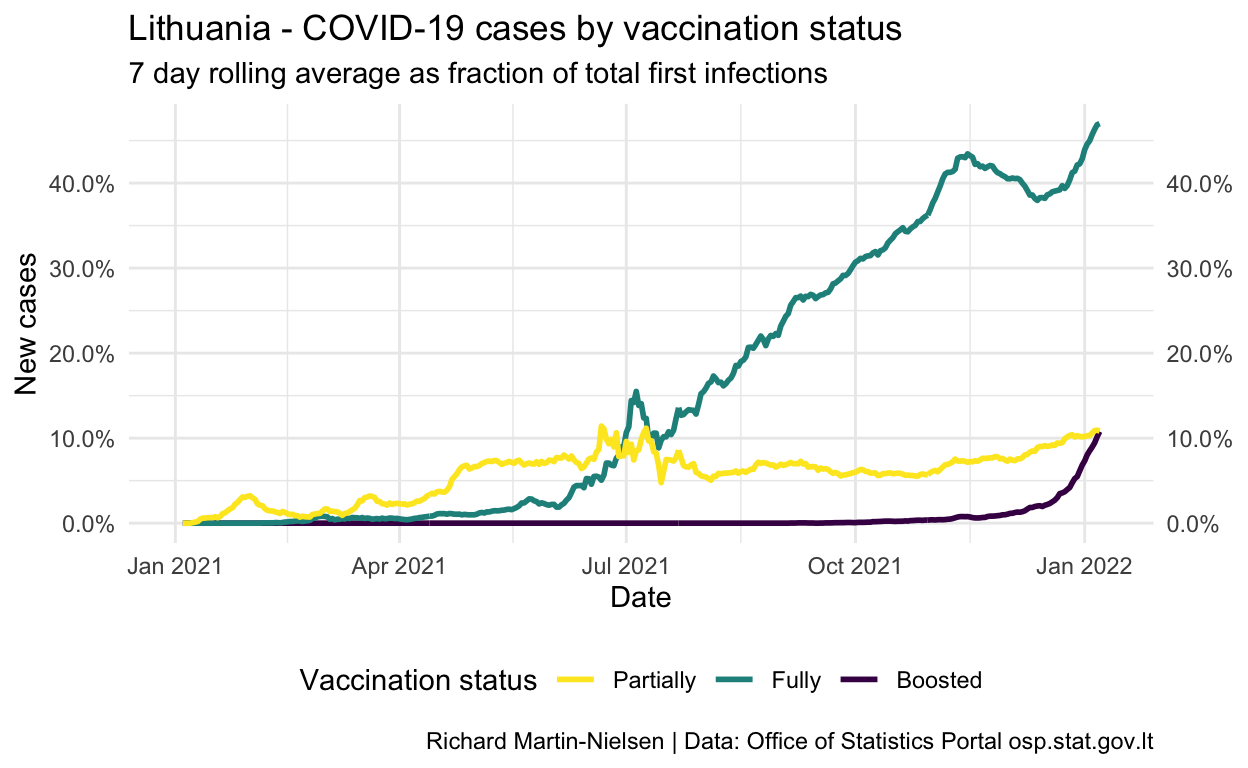 Lithuania - COVID-19 cases by vaccination status
7 day rolling average as fraction of total first infections
New cases
40.0%
30.0%
20.0%
10.0%
0.0%
40.0%
30.0%
20.0%
10.0%
0.0%
Jan 2021 Apr 2021 Jul 2021 Oct 2021 Jan 2022
Date
Vaccination status Partially Fully Boosted
Richard Martin-Nielsen | Data: Office of Statistics Portal osp.stat.gov.lt